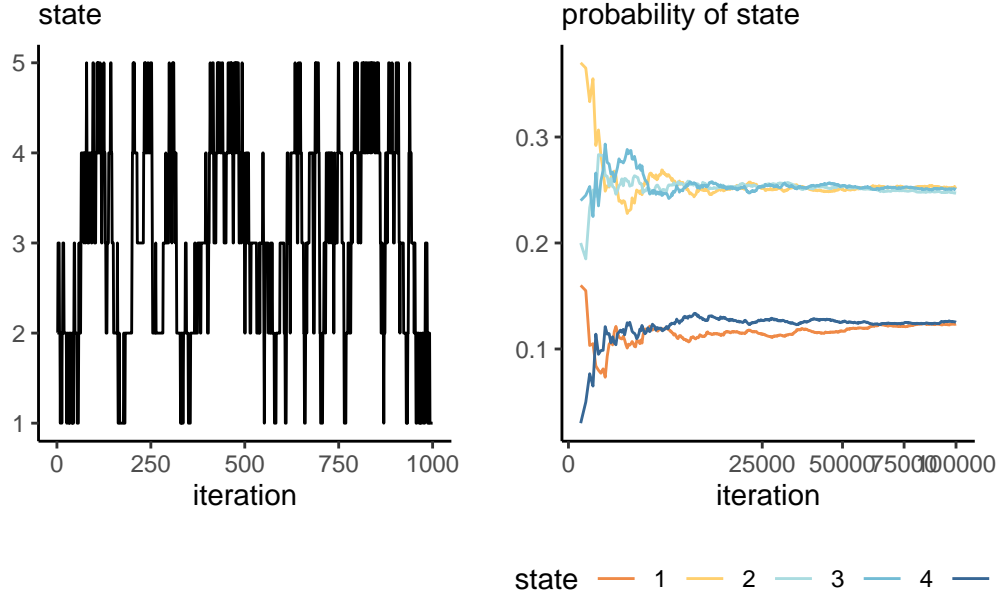 state
probability of state
5
4
3
2
1
0 250 500 750 1000
iteration
0.3
0.2
0.1
0 25000 50000 75000 100000
iteration
state 1 2 3 4